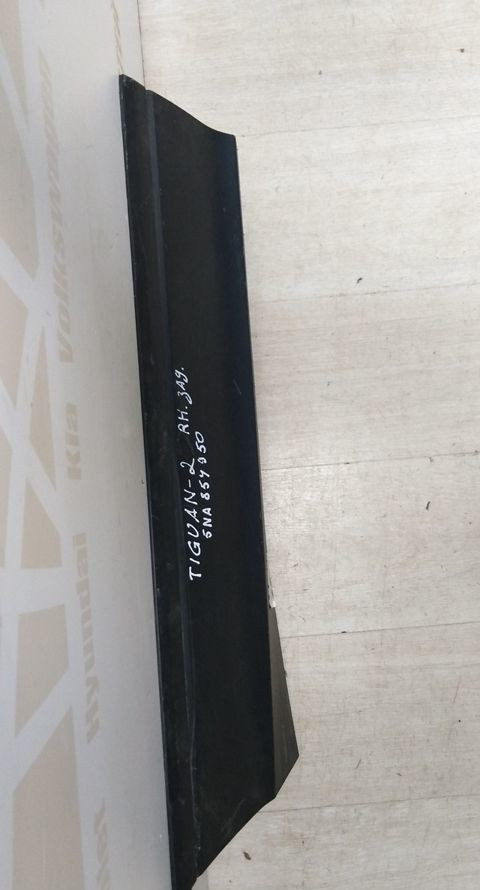 TIGUAN-2 RH. зад.
5NA 854 950
Volkswagen
Kia
Hyundai